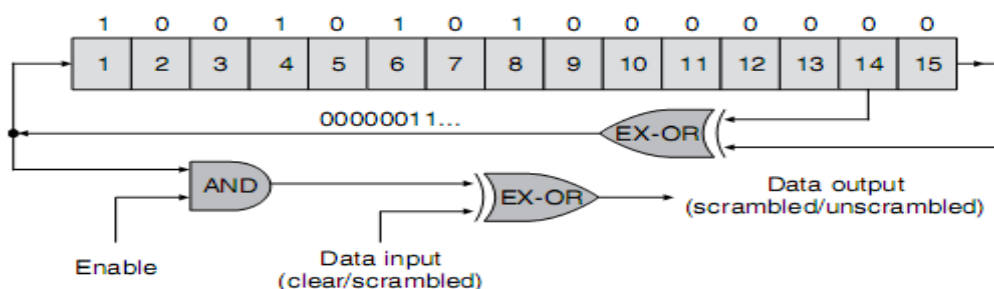 1 0 0 1 0 1 0 1 0 0 0 0 0 0 0
1 2 3 4 5 6 7 8 9 10 11 12 13 14 15
00000011...
EX-OR
AND
EX-OR
Data output
(scrambled/unscrambled)
Enable
Data input
(clear/scrambled)